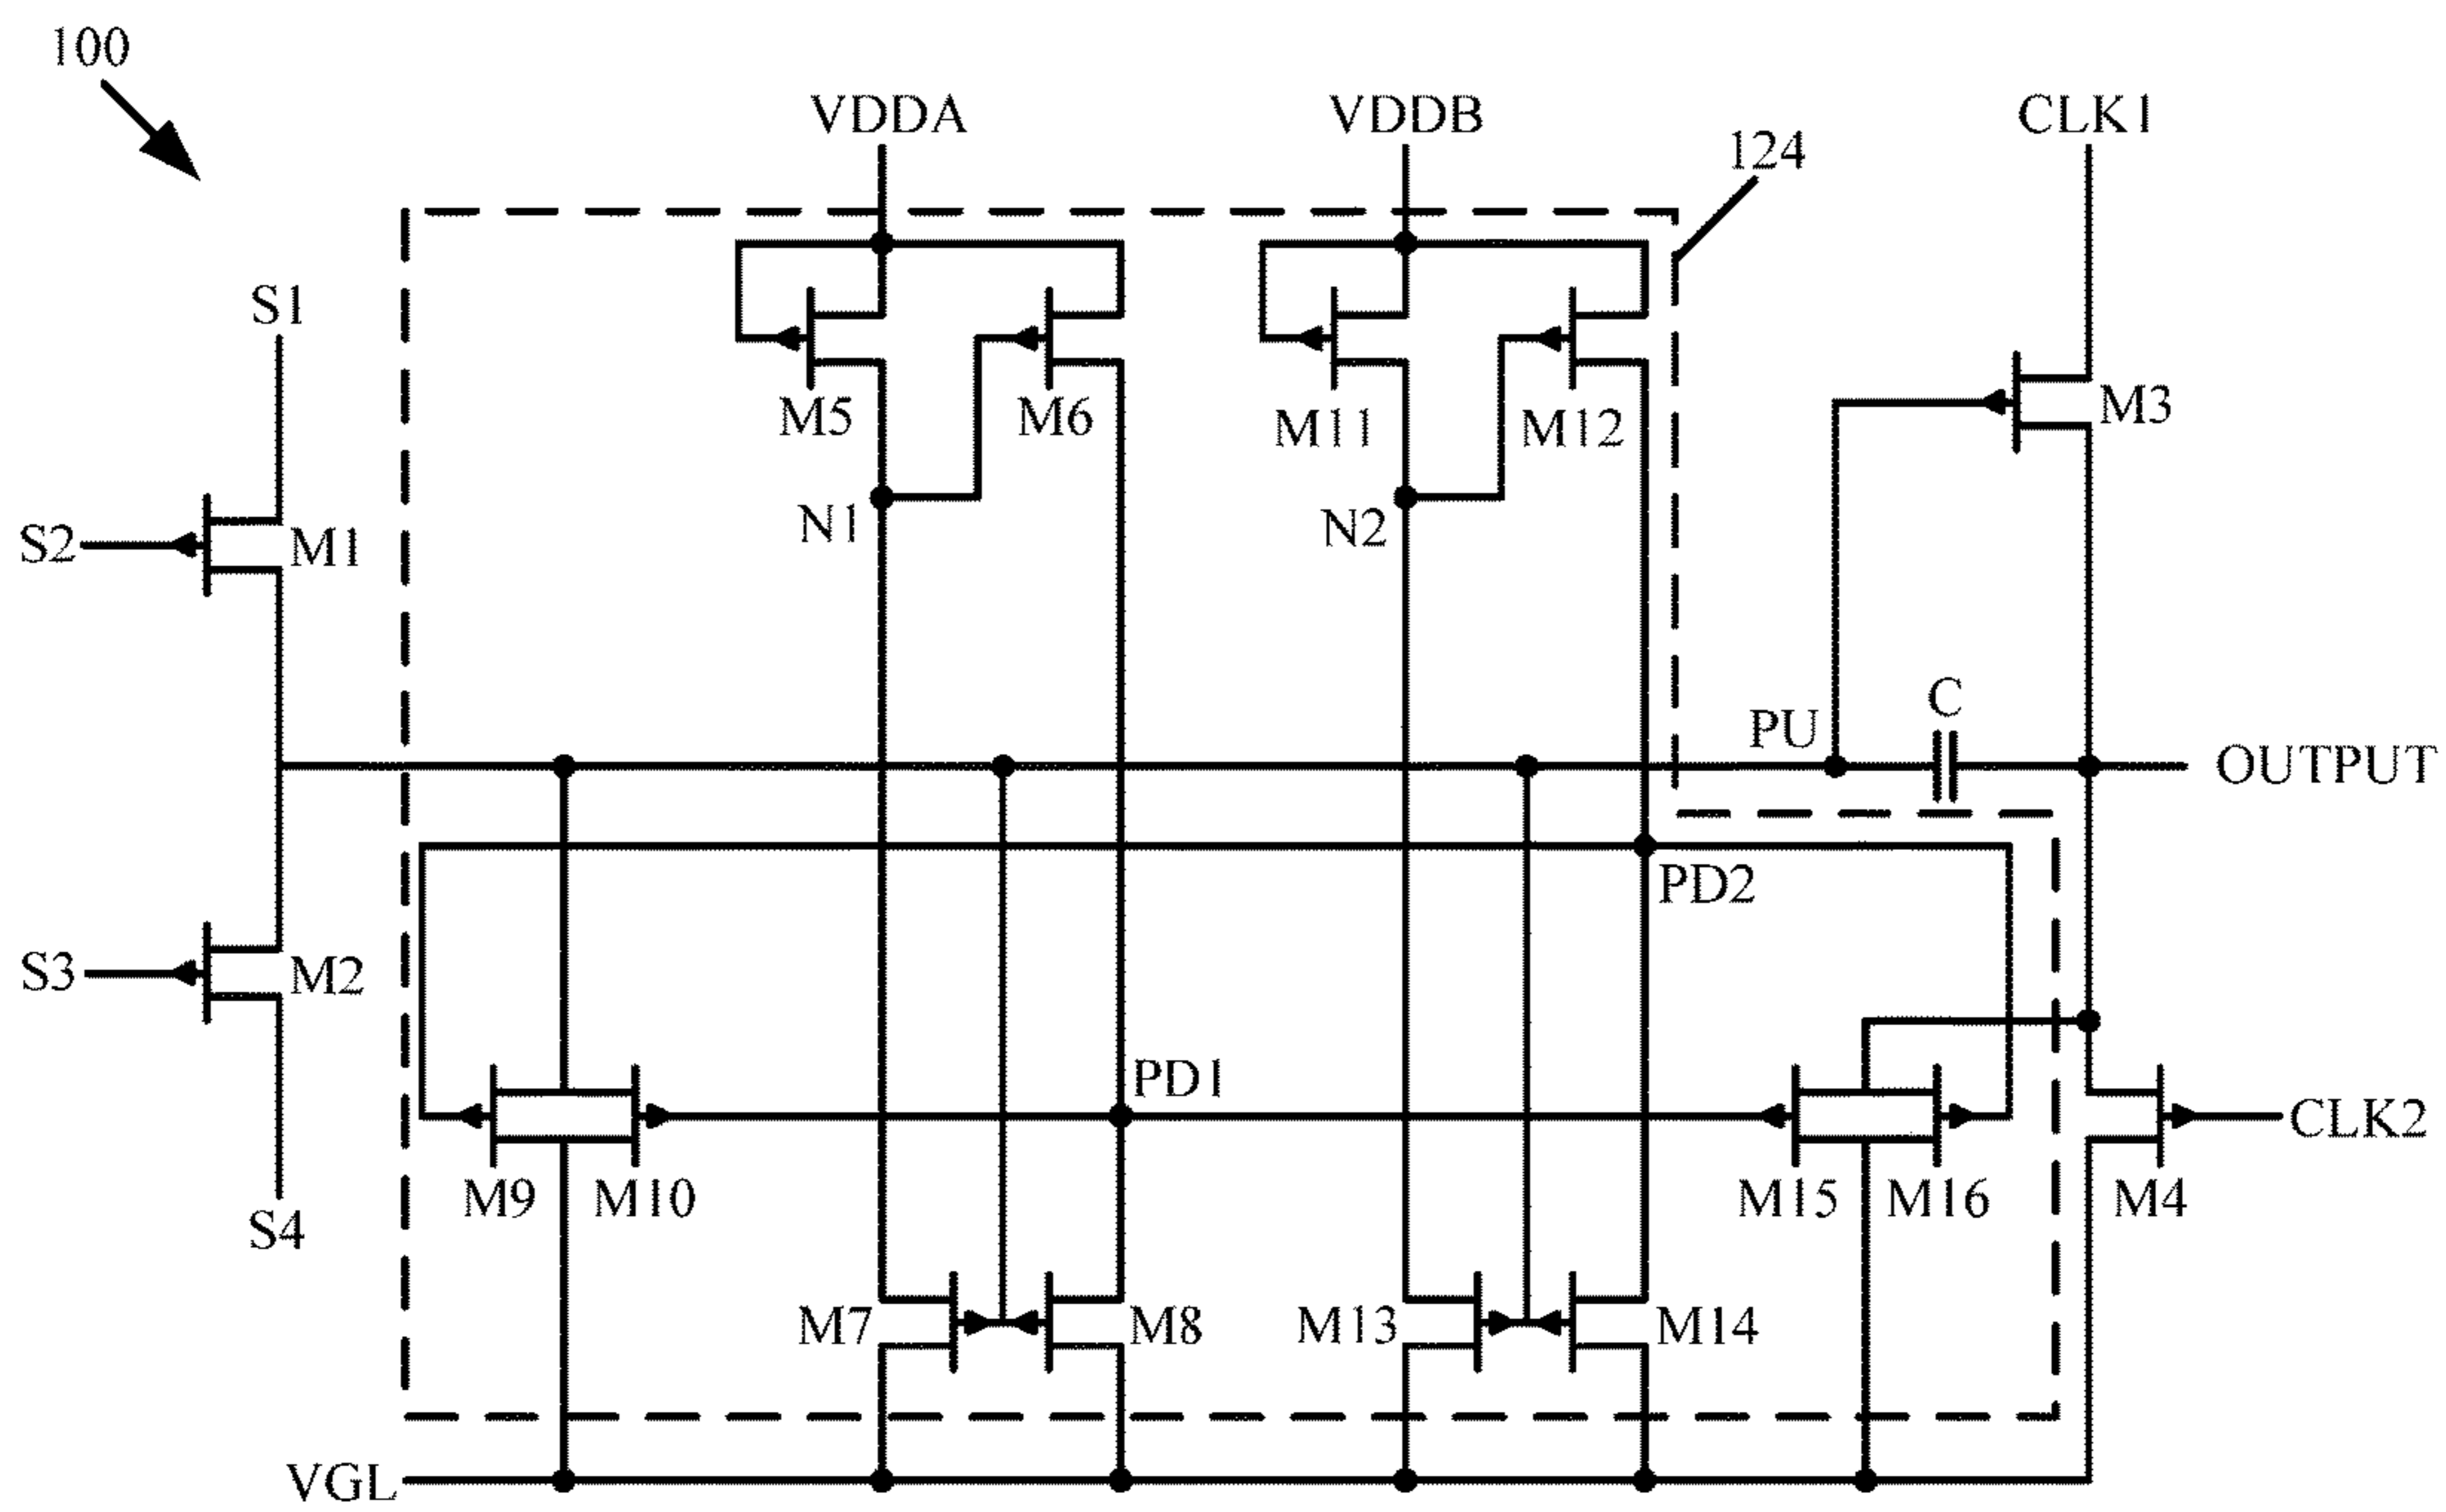 100
VDDA
VDDB
CLK1
124
S1
M5
M6
M11
M12
M3
S2
M1
N1
N2
PU
C
OUTPUT
PD2
S3
M2
PD1
CLK2
M9
M10
M15
M16
M4
S4
M7
M8
M13
M14
VGL